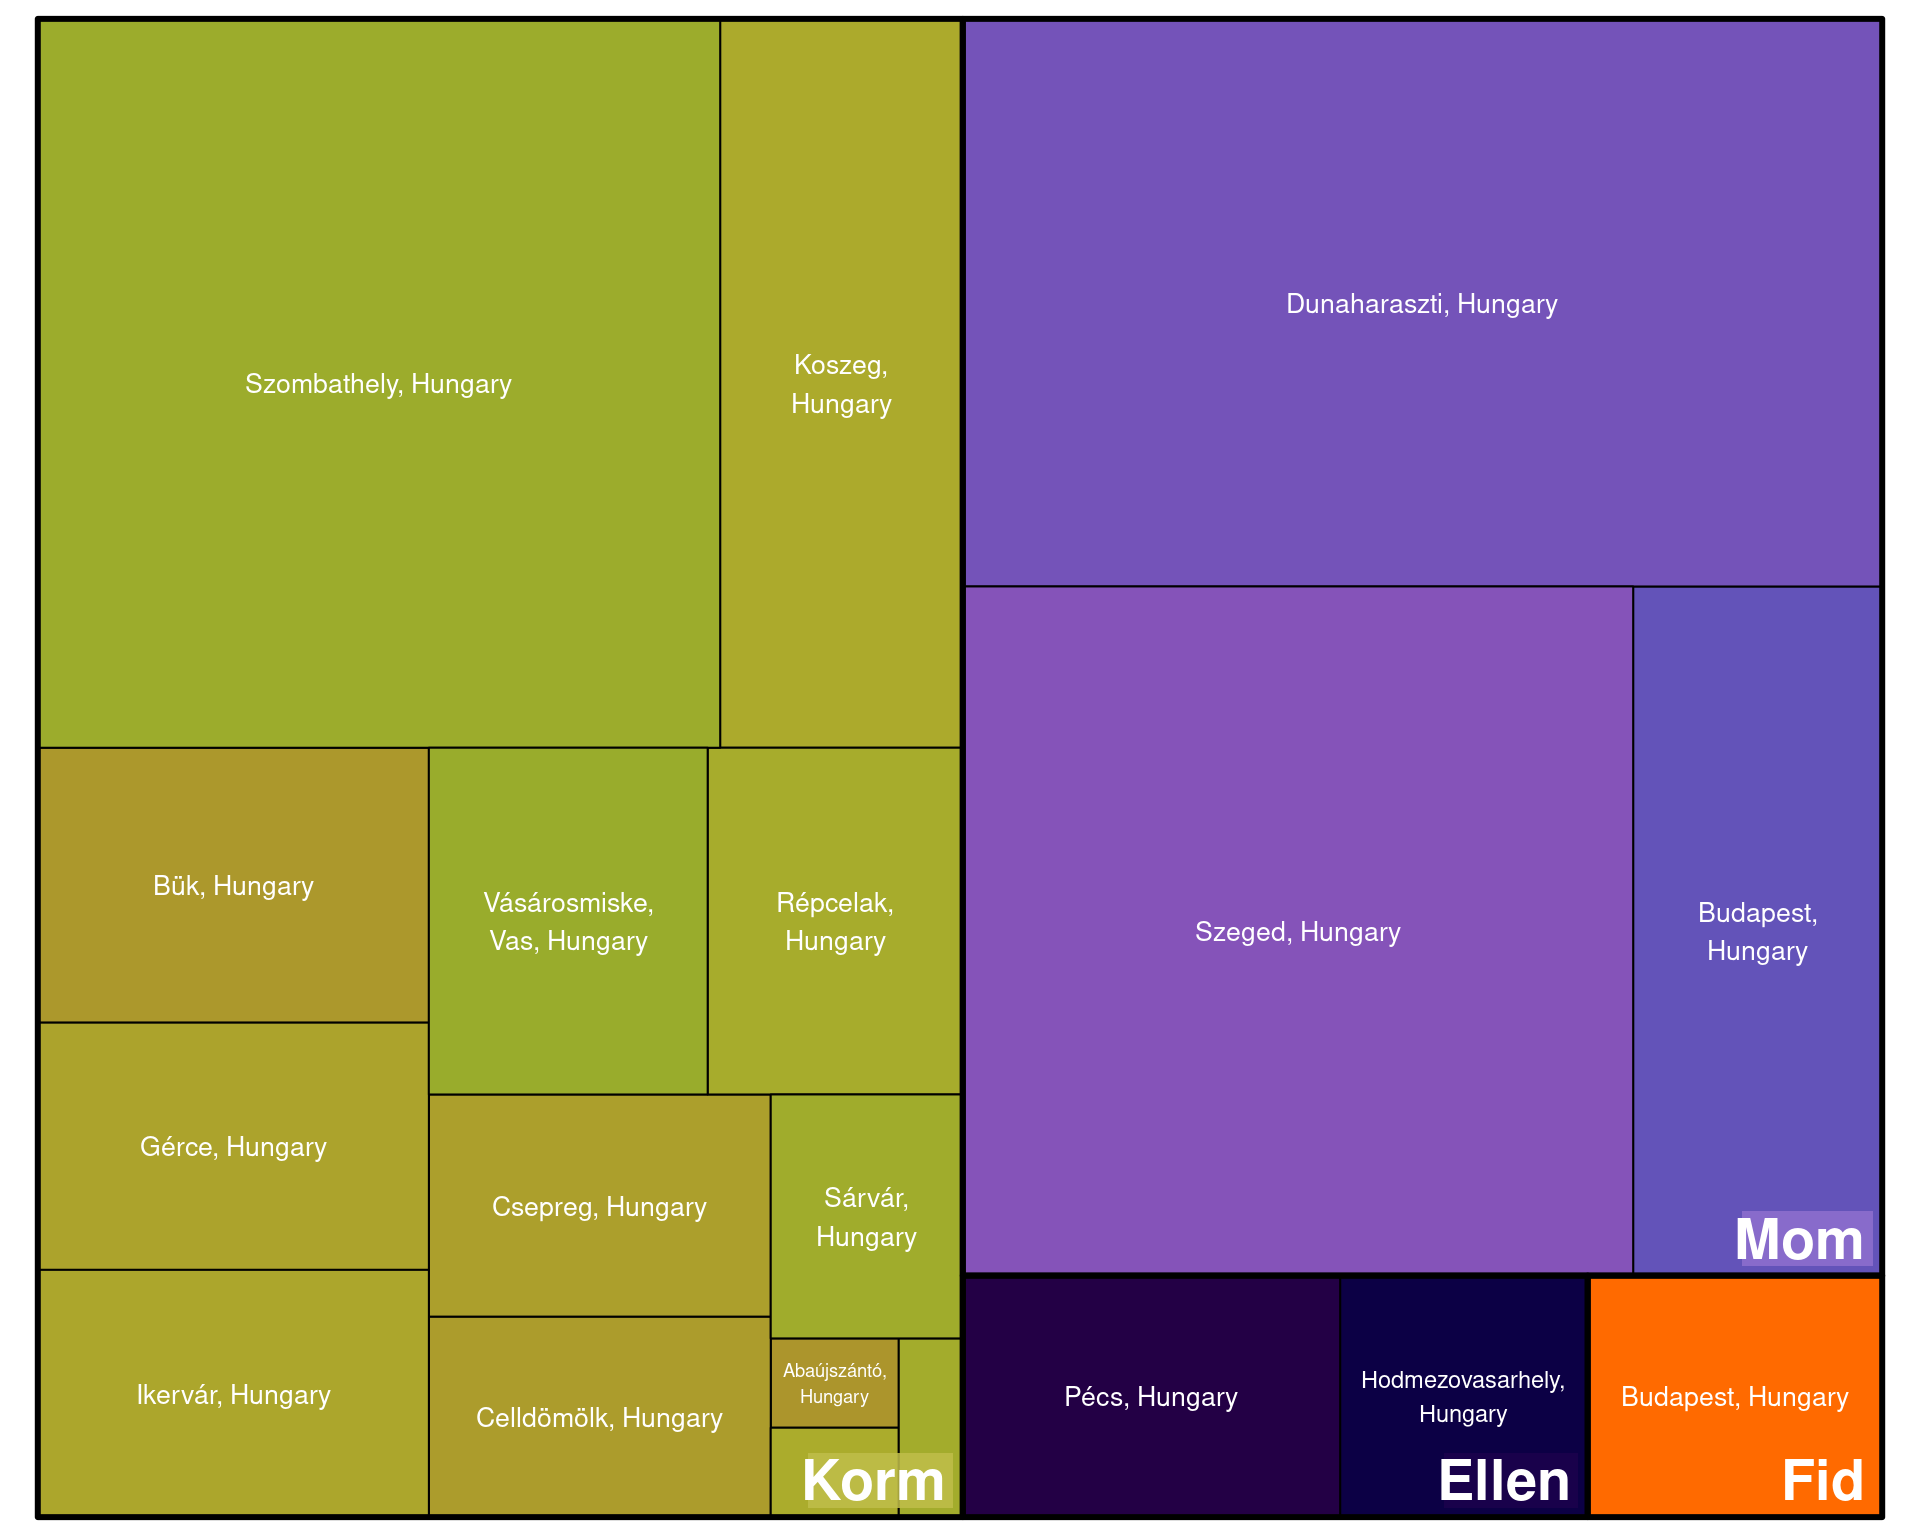 Szombathely, Hungary
Koszeg,
Hungary
Bük, Hungary
Vásárosmiske,
Vas, Hungary
Répcelak,
Hungary
Gérce, Hungary
Csepreg, Hungary
Sárvár,
Hungary
Ikervár, Hungary
Celldömölk, Hungary
Abaújszántó,
Hungary
Korm
Dunaharaszti, Hungary
Szeged, Hungary
Budapest,
Hungary
Mom
Pécs, Hungary
Hodmezovasarhely,
Hungary
Ellen
Budapest, Hungary
Fid